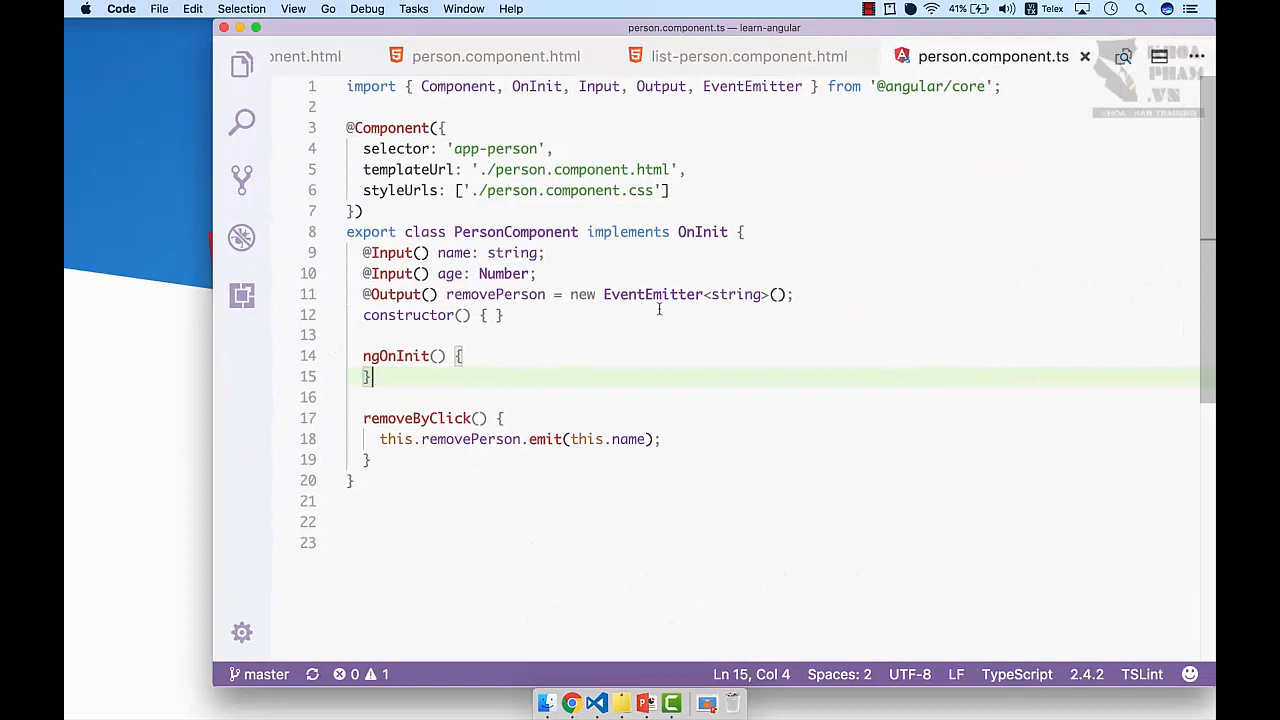 Code File Edit Selection View Go Debug Tasks Window Help 41% VI Telex
person.component.ts — learn-angular
onent.html person.component.html list-person.component.html person.component.ts
KHOA
PHAM
.VN
1 import { Component, OnInit, Input, Output, EventEmitter } from '@angular/core';
2
3 @Component({
4 selector: 'app-person',
5 templateUrl: './person.component.html',
6 styleUrls: ['./person.component.css']
7 })
8 export class PersonComponent implements OnInit {
9 @Input() name: string;
10 @Input() age: Number;
11 @Output() removePerson = new EventEmitter<string>();
12 constructor() { }
13
14 ngOnInit() {
15 }
16
17 removeByClick() {
18 this.removePerson.emit(this.name);
19 }
20 }
21
22
23
master 0 1 Ln 15, Col 4 Spaces: 2 UTF-8 LF TypeScript 2.4.2 TSLint